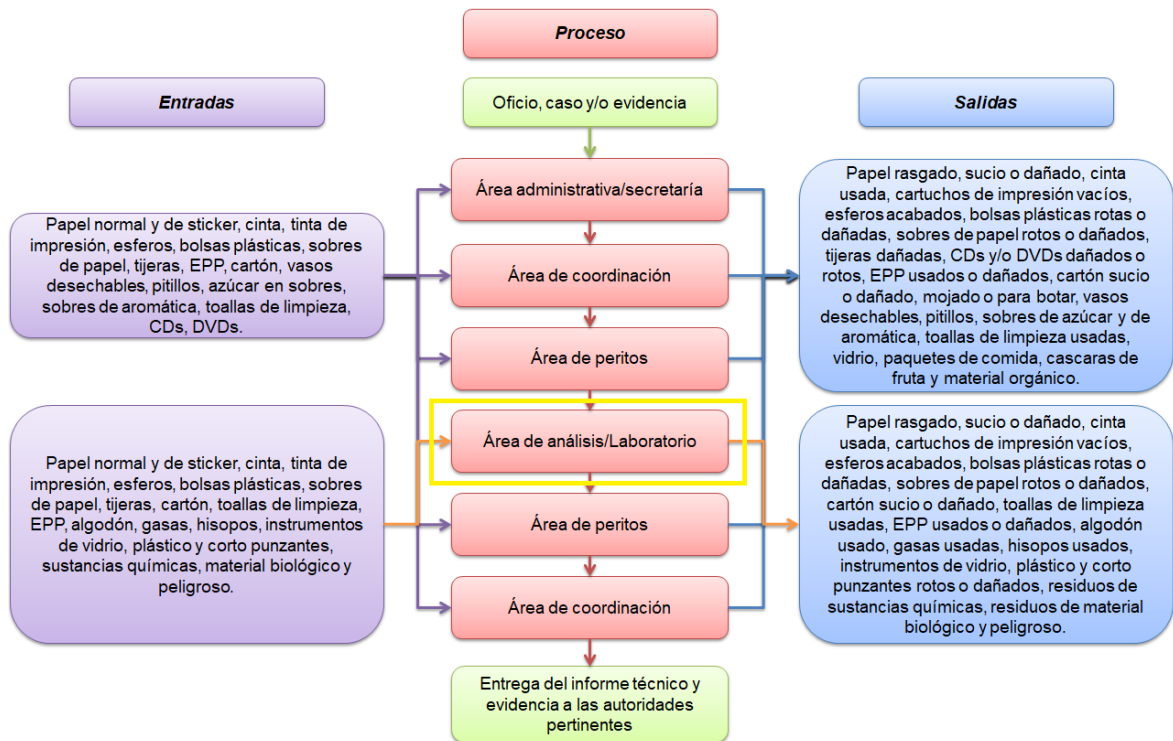 Proceso
Entradas
Oficio, caso y/o evidencia
Salidas
Área administrativa/secretaría
Área de coordinación
Área de peritos
Área de análisis/Laboratorio
Área de peritos
Área de coordinación
Entrega del informe técnico y
evidencia a las autoridades
pertinentes
Papel normal y de sticker, cinta, tinta de
impresión, esferos, bolsas plásticas, sobres
de papel, tijeras, EPP, cartón, vasos
desechables, pitillos, azúcar en sobres,
sobres de aromática, toallas de limpieza,
CDs, DVDs.
Papel normal y de sticker, cinta, tinta de
impresión, esferos, bolsas plásticas, sobres
de papel, tijeras, cartón, toallas de limpieza,
EPP, algodón, gasas, hisopos, instrumentos
de vidrio, plástico y corto punzantes,
sustancias químicas, material biológico y
peligroso.
Papel rasgado, sucio o dañado, cinta
usada, cartuchos de impresión vacíos,
esferos acabados, bolsas plásticas rotas o
dañadas, sobres de papel rotos o dañados,
tijeras dañadas, CDs y/o DVDs dañados o
rotos, EPP usados o dañados, cartón sucio
o dañado, mojado o para botar, vasos
desechables, pitillos, sobres de azúcar y de
aromática, toallas de limpieza usadas,
vidrio, paquetes de comida, cascaras de
fruta y material orgánico.
Papel rasgado, sucio o dañado, cinta
usada, cartuchos de impresión vacíos,
esferos acabados, bolsas plásticas rotas o
dañadas, sobres de papel rotos o dañados,
cartón sucio o dañado, toallas de limpieza
usadas, EPP usados o dañados, algodón
usado, gasas usadas, hisopos usados,
instrumentos de vidrio, plástico y corto
punzantes rotos o dañados, residuos de
sustancias químicas, residuos de material
biológico y peligroso.